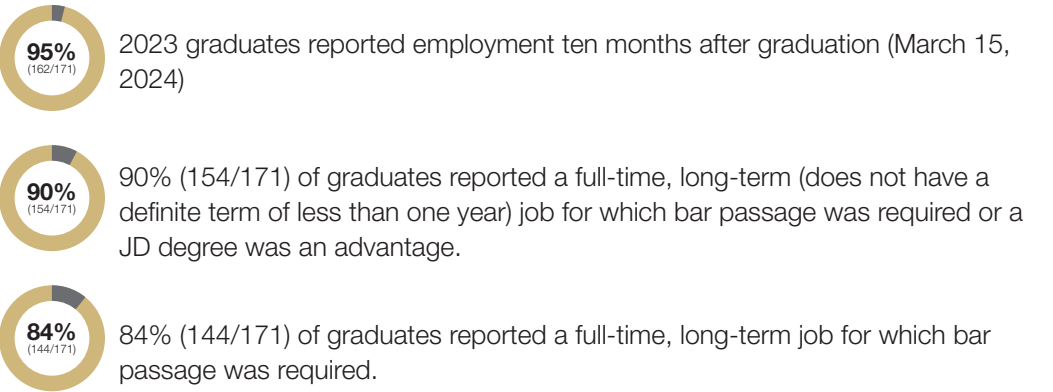 95%
(162/171)
2023 graduates reported employment ten months after graduation (March 15,
2024)
90%
(154/171)
90% (154/171) of graduates reported a full-time, long-term (does not have a
definite term of less than one year) job for which bar passage was required or a
JD degree was an advantage.
84%
(144/171)
84% (144/171) of graduates reported a full-time, long-term job for which bar
passage was required.